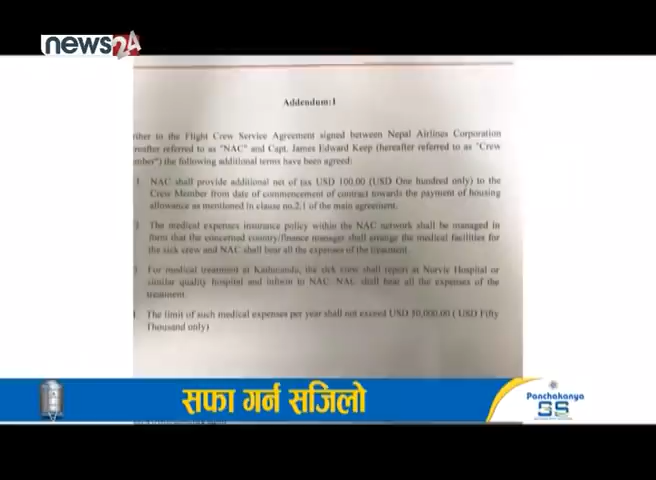 news24
Addendum:1
rther to the Flight Crew Service Agreement signed between Nepal Airlines Corporation
reafter referred to as "NAC" and Capt. James Edward Keep (hereafter referred to as "Crew
ember") the following additional terms have been agreed:
NAC shall provide additional net of tax USD 100.00 (USD One hundred only) to the
Crew Member from date of commencement of contract towards the payment of housing
allowance as mentioned in clause no.2.1 of the main agreement.
The medical expenses insurance policy within the NAC network shall be managed in
form that the concerned country/finance manager shall arrange the medical facilities for
the sick crew and NAC shall bear all the expenses of the treatment.
For medical treatment at Kathmandu, the sick crew shall report at Norvic Hospital or
similar quality hospital and inform to NAC. NAC shall bear all the expenses of the
treatment.
The limit of such medical expenses per year shall not exceed USD 50,000.00 ( USD Fifty
Thousand only)
सफा गर्न सजिलो
Panchakanya
SS